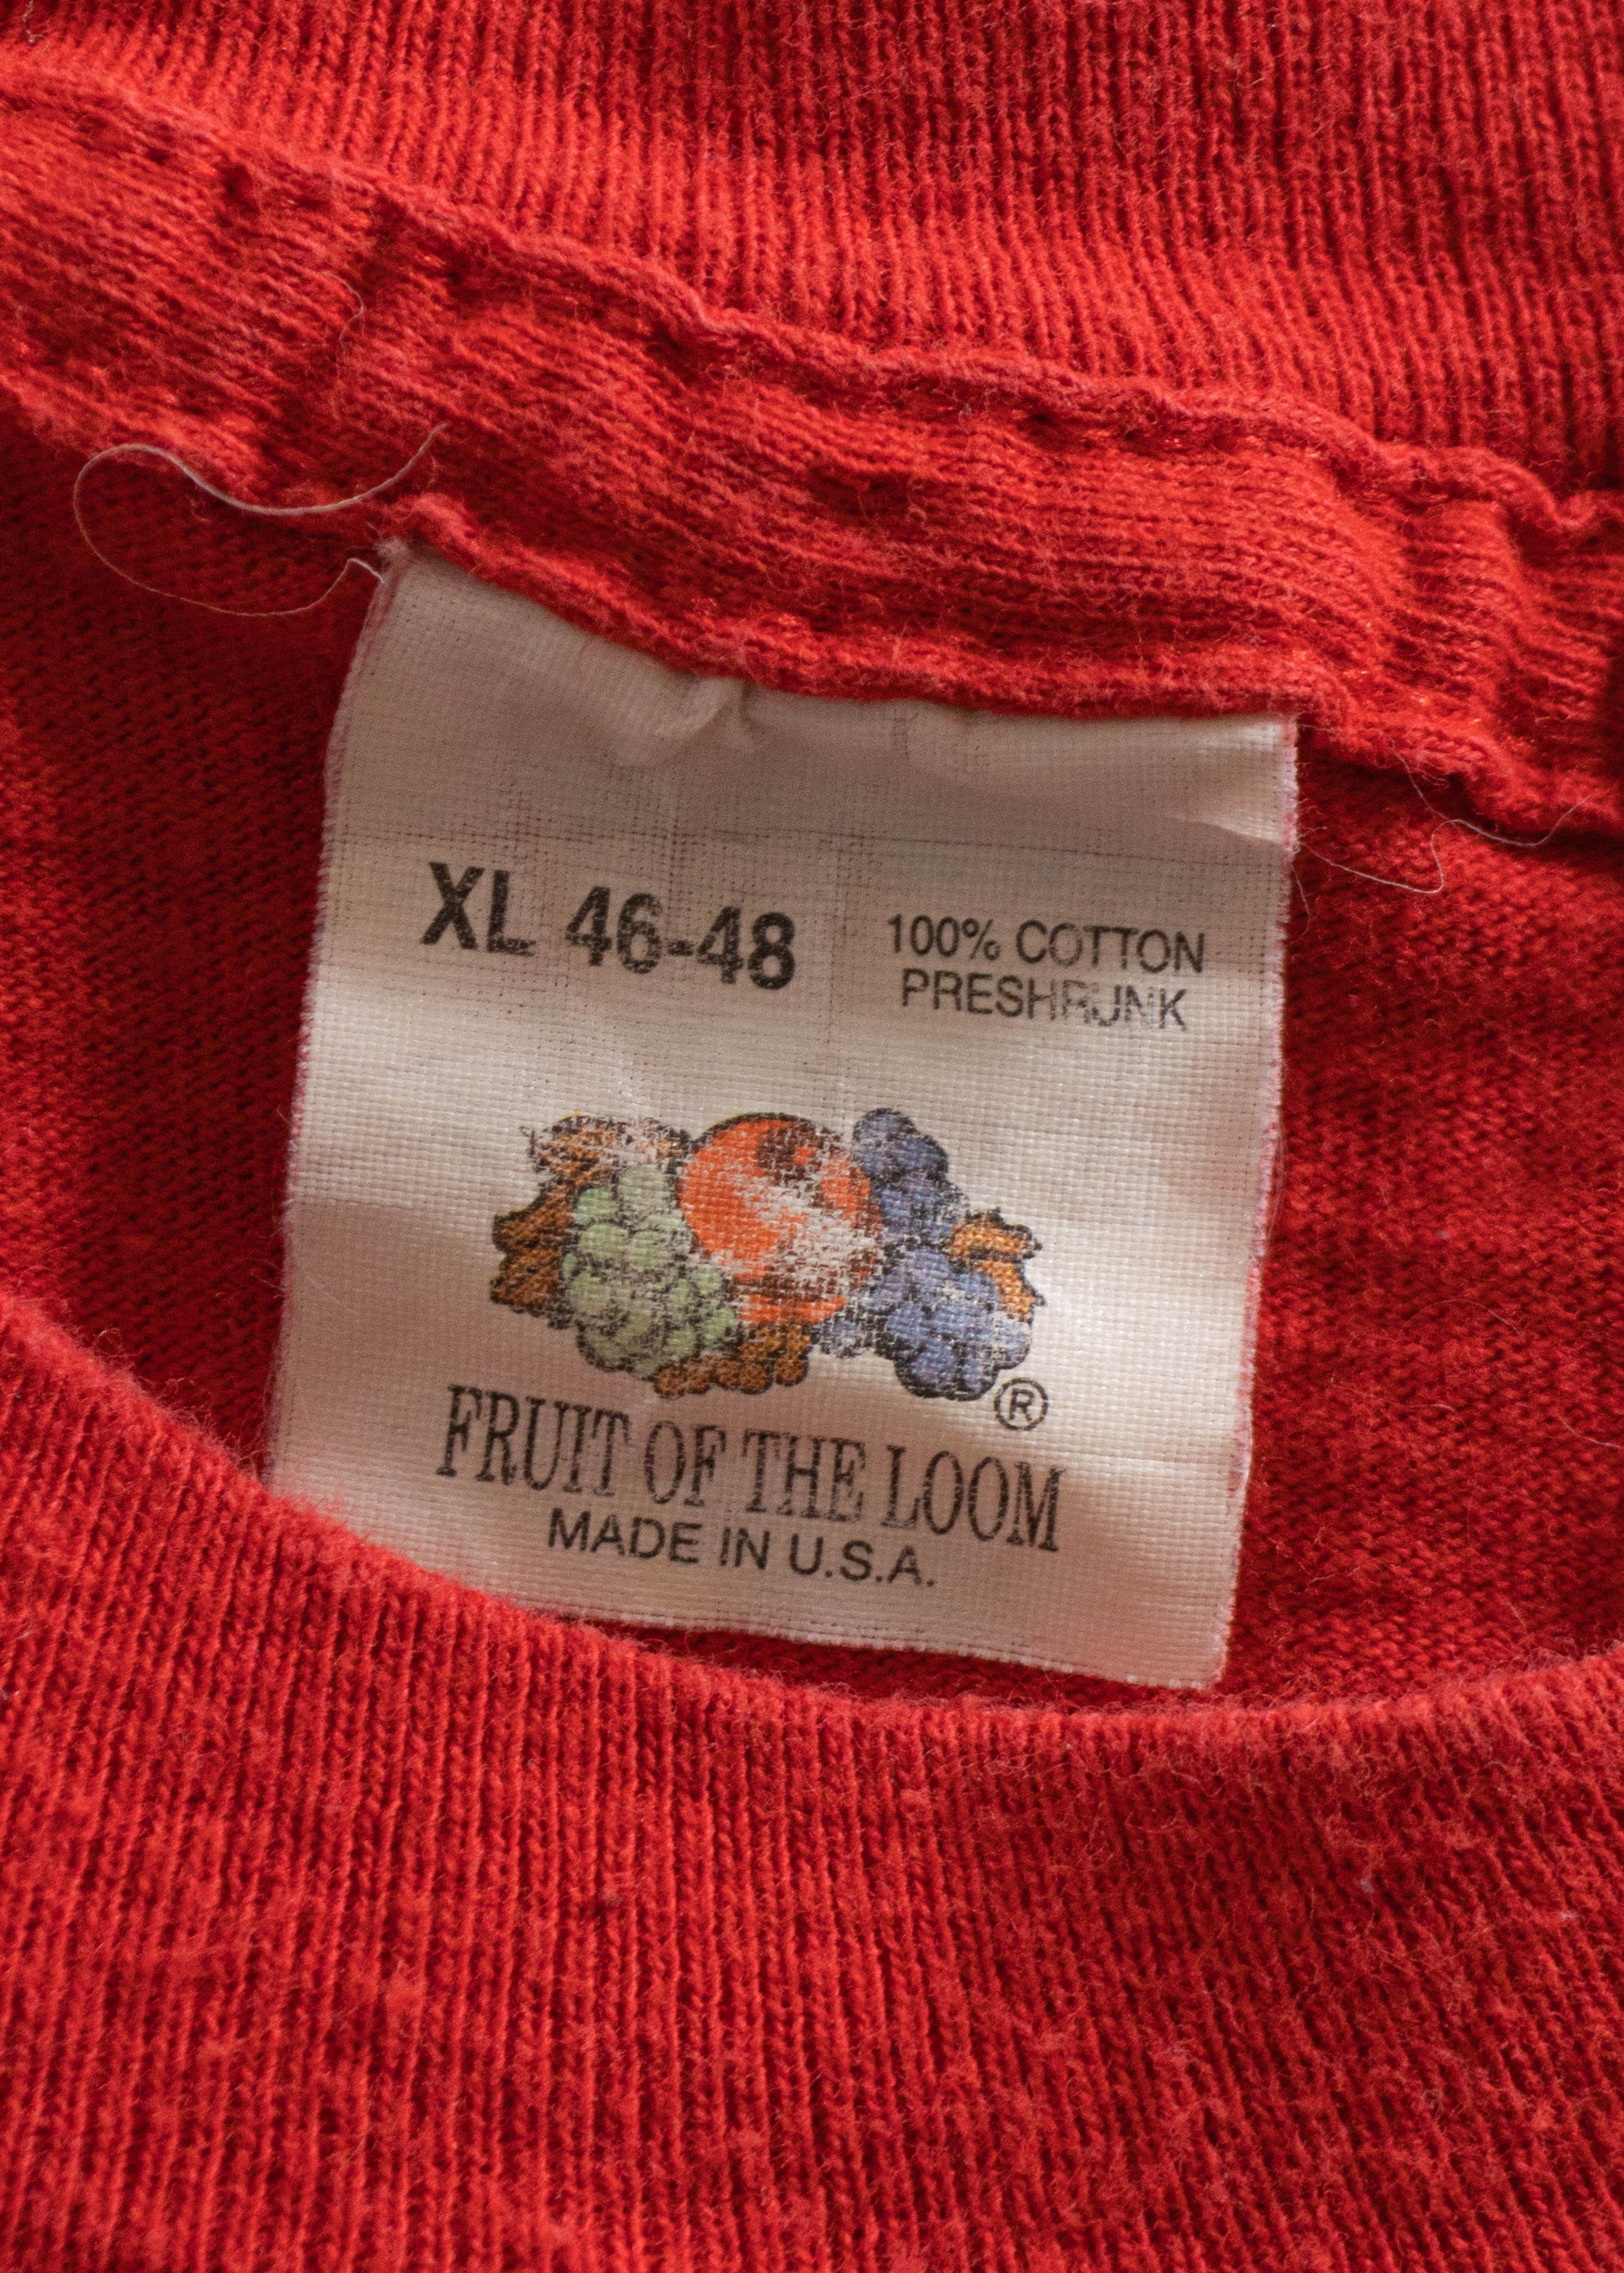 XL 46-48
100% COTTON
PRESHRUNK
®
FRUIT OF THE LOOM
MADE IN U.S.A.